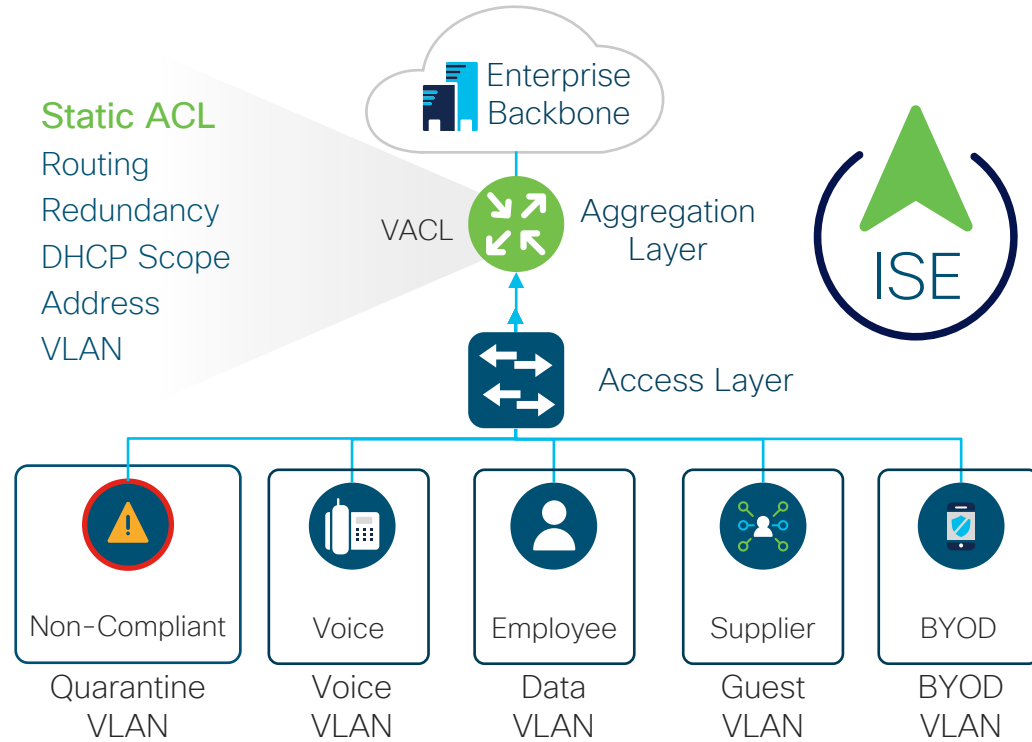 Enterprise
Backbone
Static ACL
Routing
Redundancy
DHCP Scope
Address
VLAN
VACL
Aggregation
Layer
ISE
Access Layer
Non-Compliant
Voice
Employee
Supplier
BYOD
Quarantine
VLAN
Voice
VLAN
Data
VLAN
Guest
VLAN
BYOD
VLAN